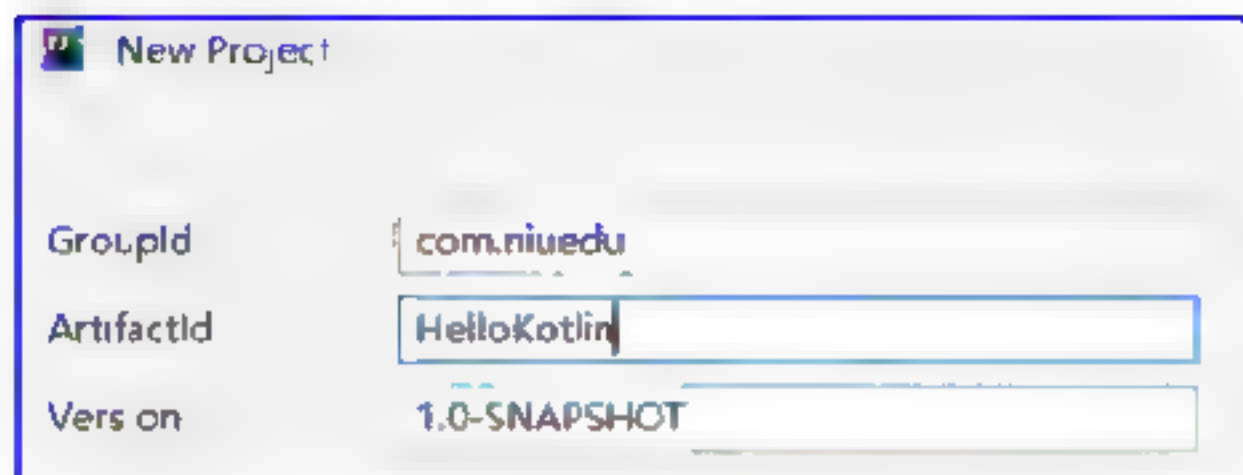 New Project
GroupId com.niuedu
ArtifactId HelloKotlin
Version 1.0-SNAPSHOT